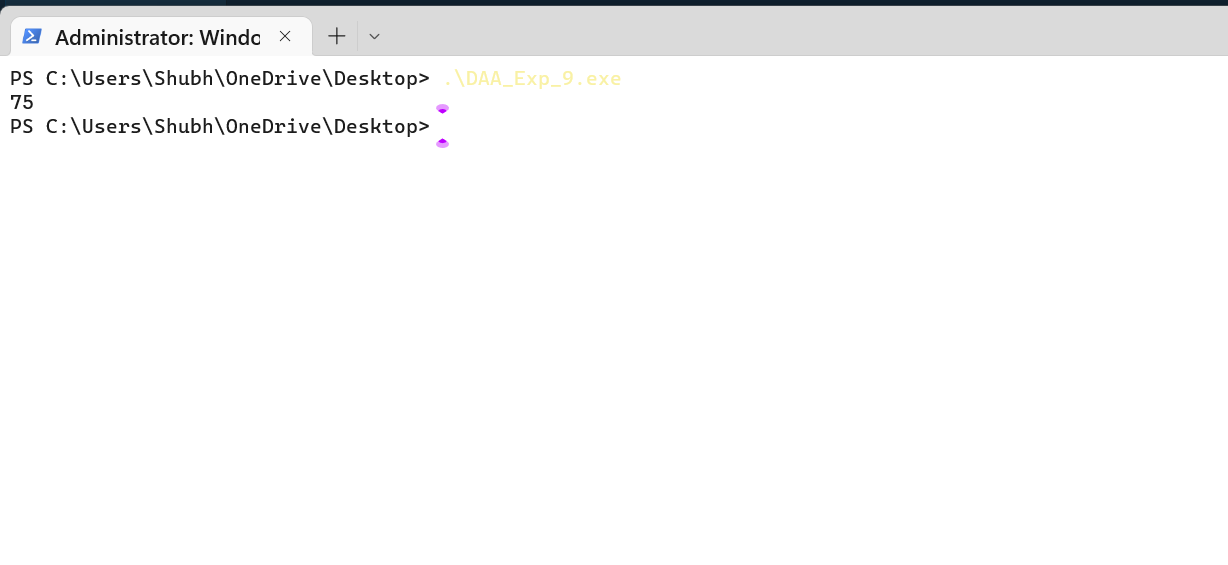 Administrator: Windo
PS C:\Users\Shubh\OneDrive\Desktop> .\DAA_Exp_9.exe
75
PS C:\Users\Shubh\OneDrive\Desktop>